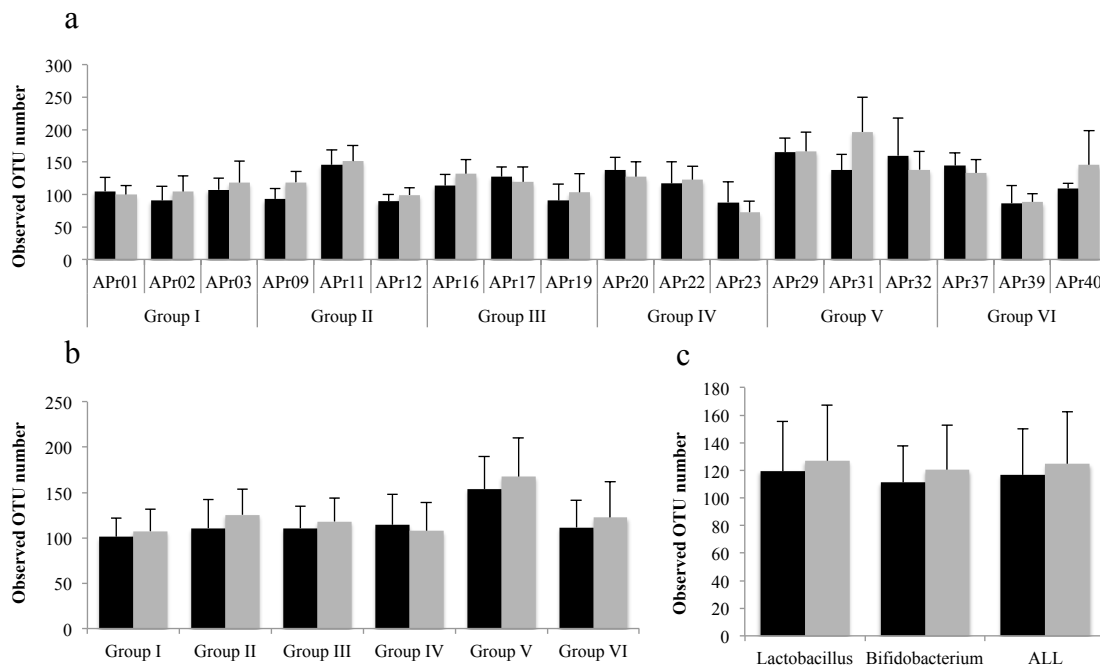 a
Observed OTU number
300
250
200
150
100
50
0
APr01 APr02 APr03 APr09 APr11 APr12 APr16 APr17 APr19 APr20 APr22 APr23 APr29 APr31 APr32 APr37 APr39 APr40
Group I Group II Group III Group IV Group V Group VI
b
Observed OTU number
250
200
150
100
50
0
Group I Group II Group III Group IV Group V Group VI
c
Observed OTU number
180
160
140
120
100
80
60
40
20
0
Lactobacillus Bifidobacterium ALL